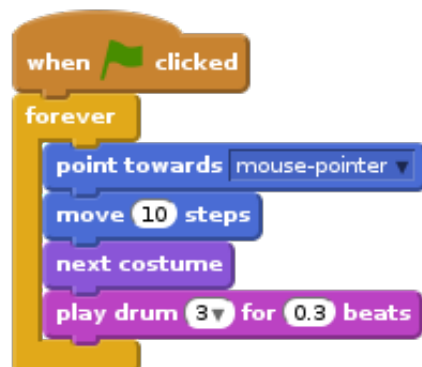 when clicked
forever
point towards mouse-pointer
move 10 steps
next costume
play drum 3 for 0.3 beats